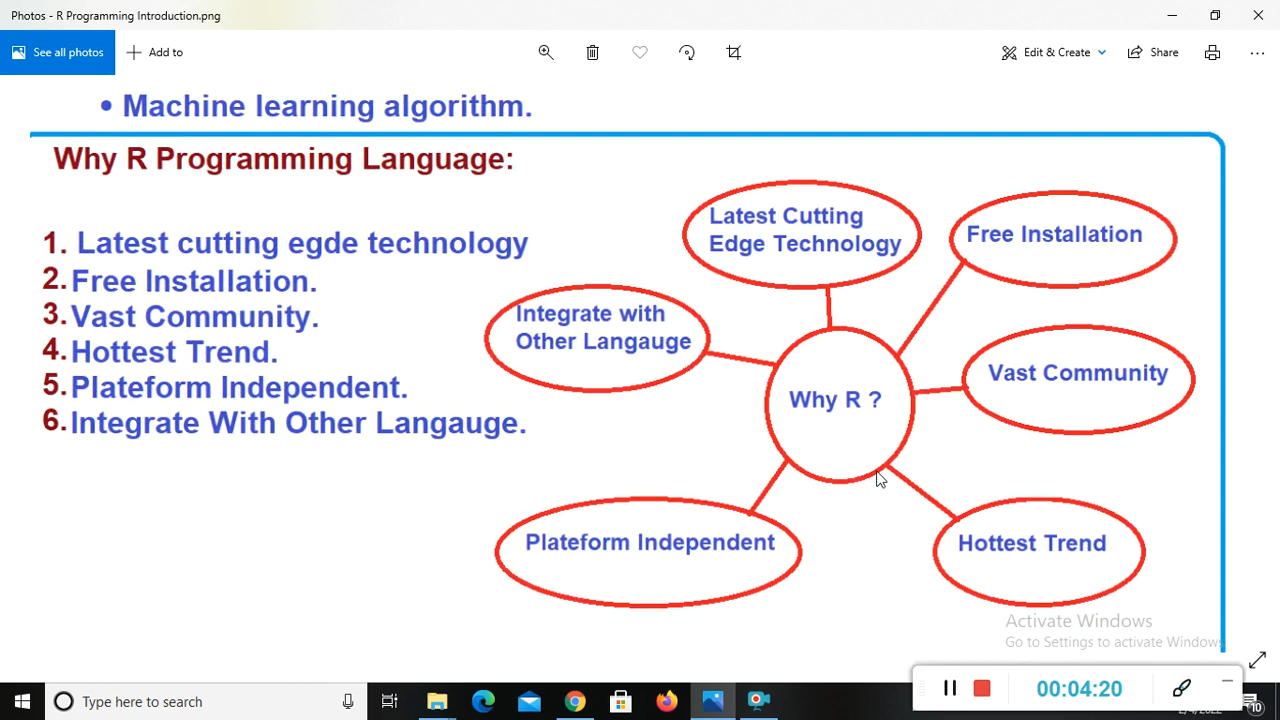 Photos - R Programming Introduction.png
See all photos
Add to
Edit & Create
Share
• Machine learning algorithm.
Why R Programming Language:
1. Latest cutting egde technology
2. Free Installation.
3. Vast Community.
4. Hottest Trend.
5. Plateform Independent.
6. Integrate With Other Langauge.
Latest Cutting
Edge Technology
Free Installation
Integrate with
Other Langauge
Why R ?
Vast Community
Plateform Independent
Hottest Trend
Activate Windows
Go to Settings to activate Windows
Type here to search
00:04:20
10